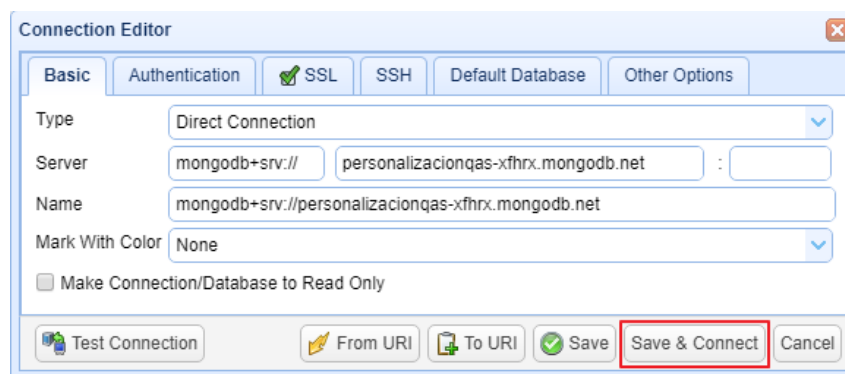 Connection Editor
Basic Authentication SSL SSH Default Database Other Options
Type Direct Connection
Server mongodb+srv:// personalizacionqas-xfhrx.mongodb.net :
Name mongodb+srv://personalizacionqas-xfhrx.mongodb.net
Mark With Color None
Make Connection/Database to Read Only
Test Connection From URI To URI Save Save & Connect Cancel